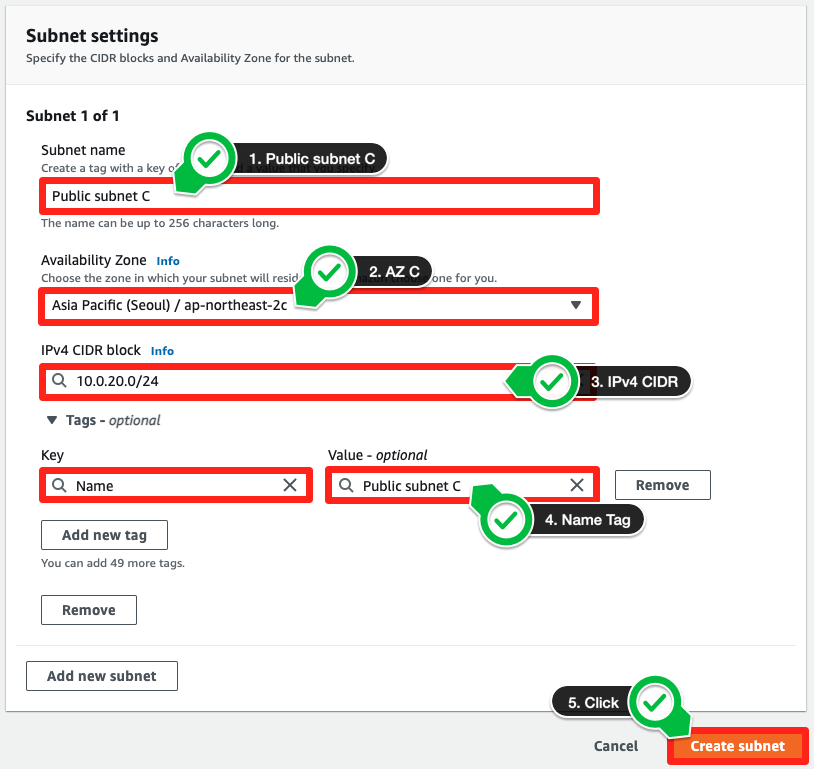 Subnet settings
Specify the CIDR blocks and Availability Zone for the subnet.
Subnet 1 of 1
Subnet name
1. Public subnet C
Create a tag with a key of a value that you specify
Public subnet C
The name can be up to 256 characters long.
Availability Zone Info
2. AZ C
Choose the zone in which your subnet will resid one for you.
Asia Pacific (Seoul) / ap-northeast-2c
IPv4 CIDR block Info
10.0.20.0/24
3. IPv4 CIDR
Tags - optional
Key
Value - optional
Name
Public subnet C
Remove
4. Name Tag
Add new tag
You can add 49 more tags.
Remove
Add new subnet
5. Click
Cancel
Create subnet